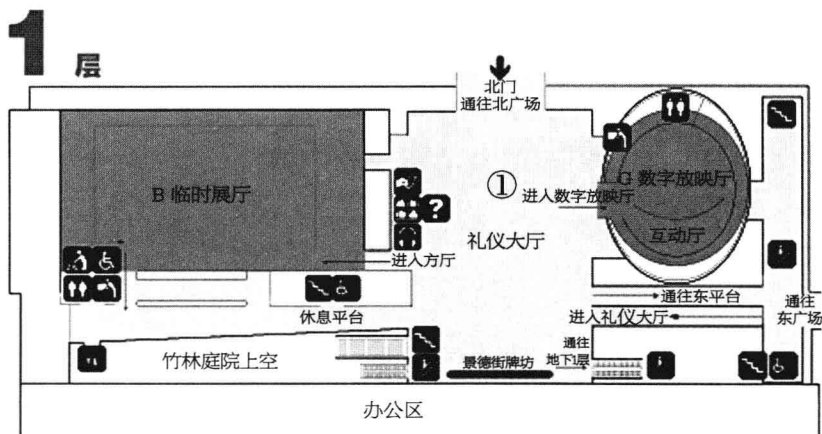 1层
北门
通往北广场
B 临时展厅
①
G 数字放映厅
进入数字放映厅
?
礼仪大厅
互动厅
进入方厅
通往东平台
通往
东广场
休息平台
进入礼仪大厅
竹林庭院上空
通往
地下1层
景德街牌坊
办公区